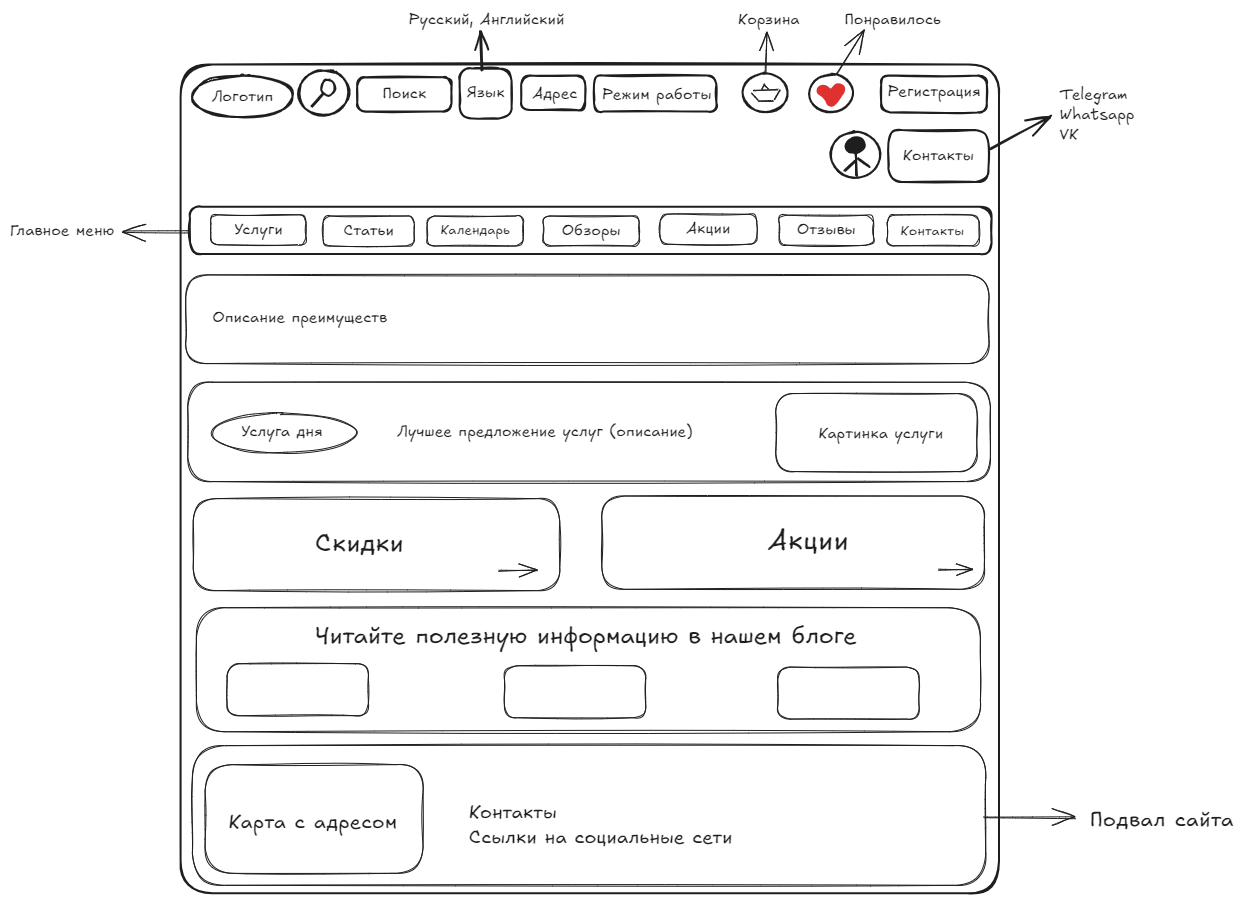 Русский, Английский
Корзина
Понравилось
Логотип
Поиск
Язык
Адрес
Режим работы
Регистрация
Telegram
Whatsapp
VK
Контакты
Главное меню
Услуги
Статьи
Календарь
Обзоры
Акции
Отзывы
Контакты
Описание преимуществ
Услуга дня
Лучшее предложение услуг (описание)
Картинка услуги
Скидки
Акции
Читайте полезную информацию в нашем блоге
Карта с адресом
Контакты
Ссылки на социальные сети
Подвал сайта